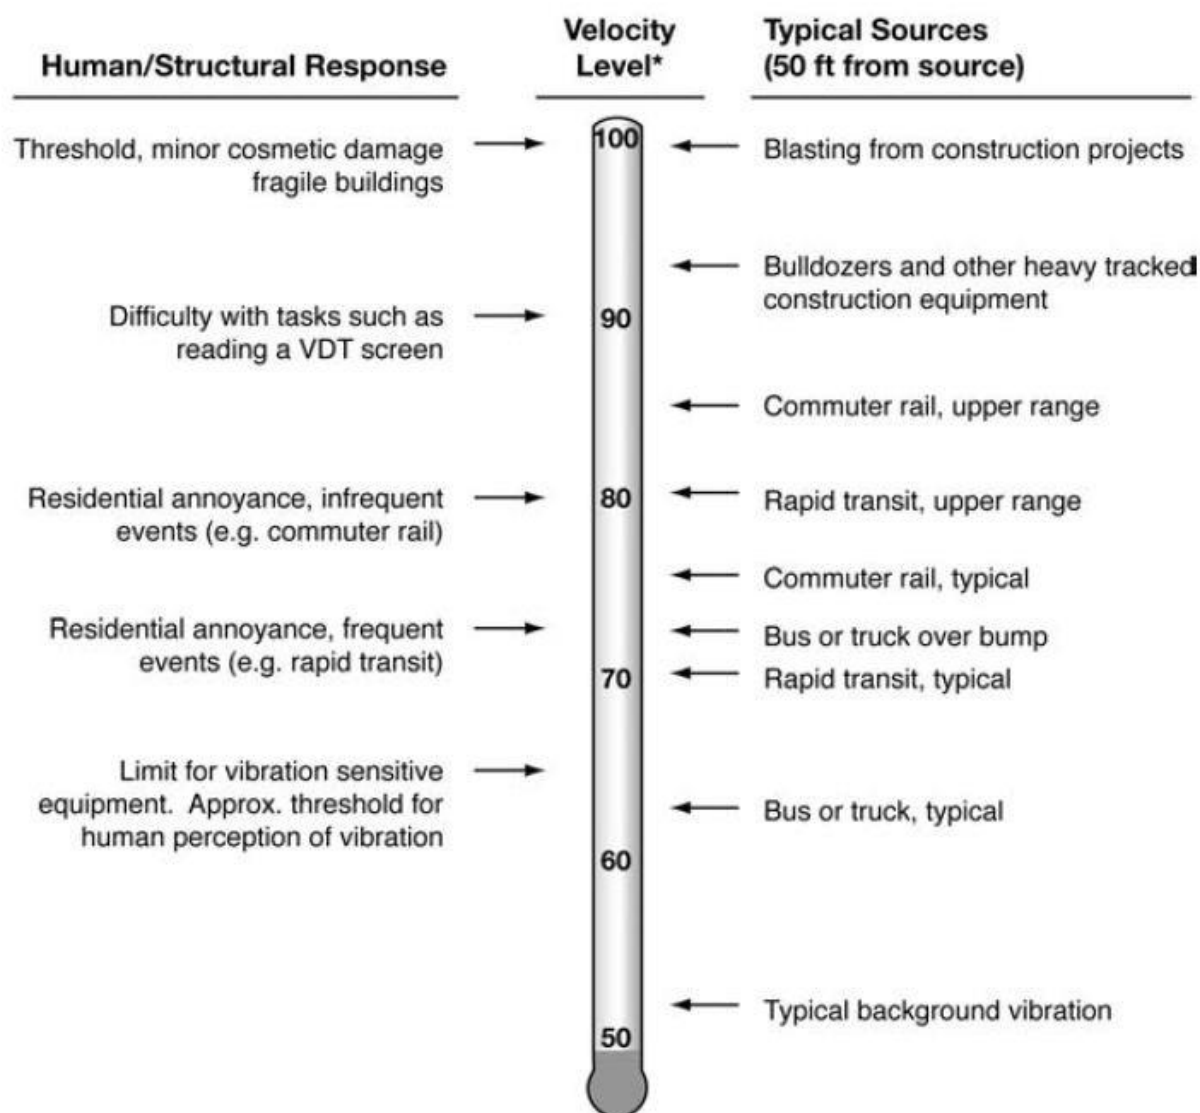 Human/Structural Response
Velocity
Level*
Typical Sources
(50 ft from source)
Threshold, minor cosmetic damage
fragile buildings
100
Blasting from construction projects
Bulldozers and other heavy tracked
construction equipment
Difficulty with tasks such as
reading a VDT screen
90
Commuter rail, upper range
Residential annoyance, infrequent
events (e.g. commuter rail)
80
Rapid transit, upper range
Commuter rail, typical
Residential annoyance, frequent
events (e.g. rapid transit)
Bus or truck over bump
70
Rapid transit, typical
Limit for vibration sensitive
equipment. Approx. threshold for
human perception of vibration
Bus or truck, typical
60
Typical background vibration
50